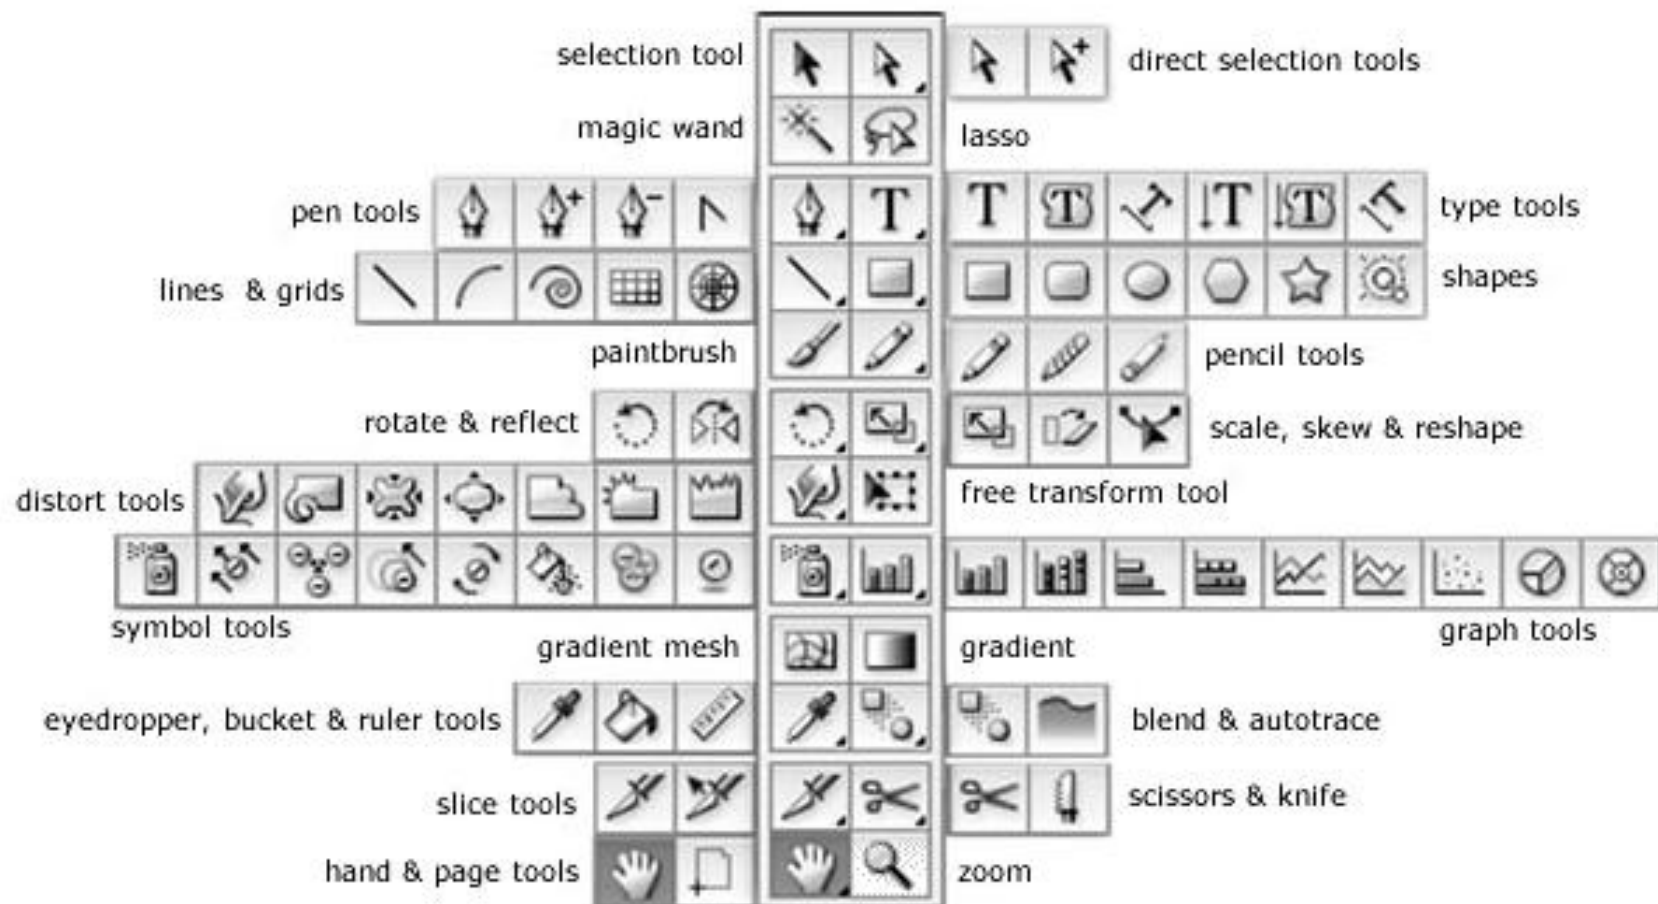 selection tool
direct selection tools
magic wand
lasso
pen tools
type tools
lines & grids
shapes
paintbrush
pencil tools
rotate & reflect
scale, skew & reshape
distort tools
free transform tool
symbol tools
graph tools
gradient mesh
gradient
eyedropper, bucket & ruler tools
blend & autotrace
slice tools
scissors & knife
hand & page tools
zoom